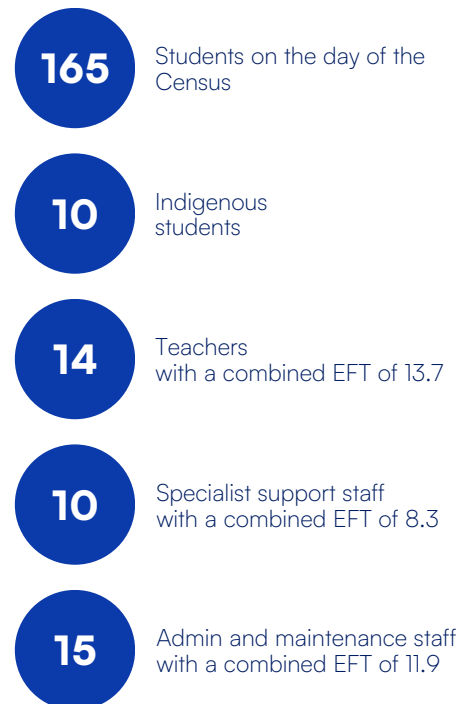 165
Students on the day of the
Census
10
Indigenous
students
14
Teachers
with a combined EFT of 13.7
10
Specialist support staff
with a combined EFT of 8.3
15
Admin and maintenance staff
with a combined EFT of 11.9